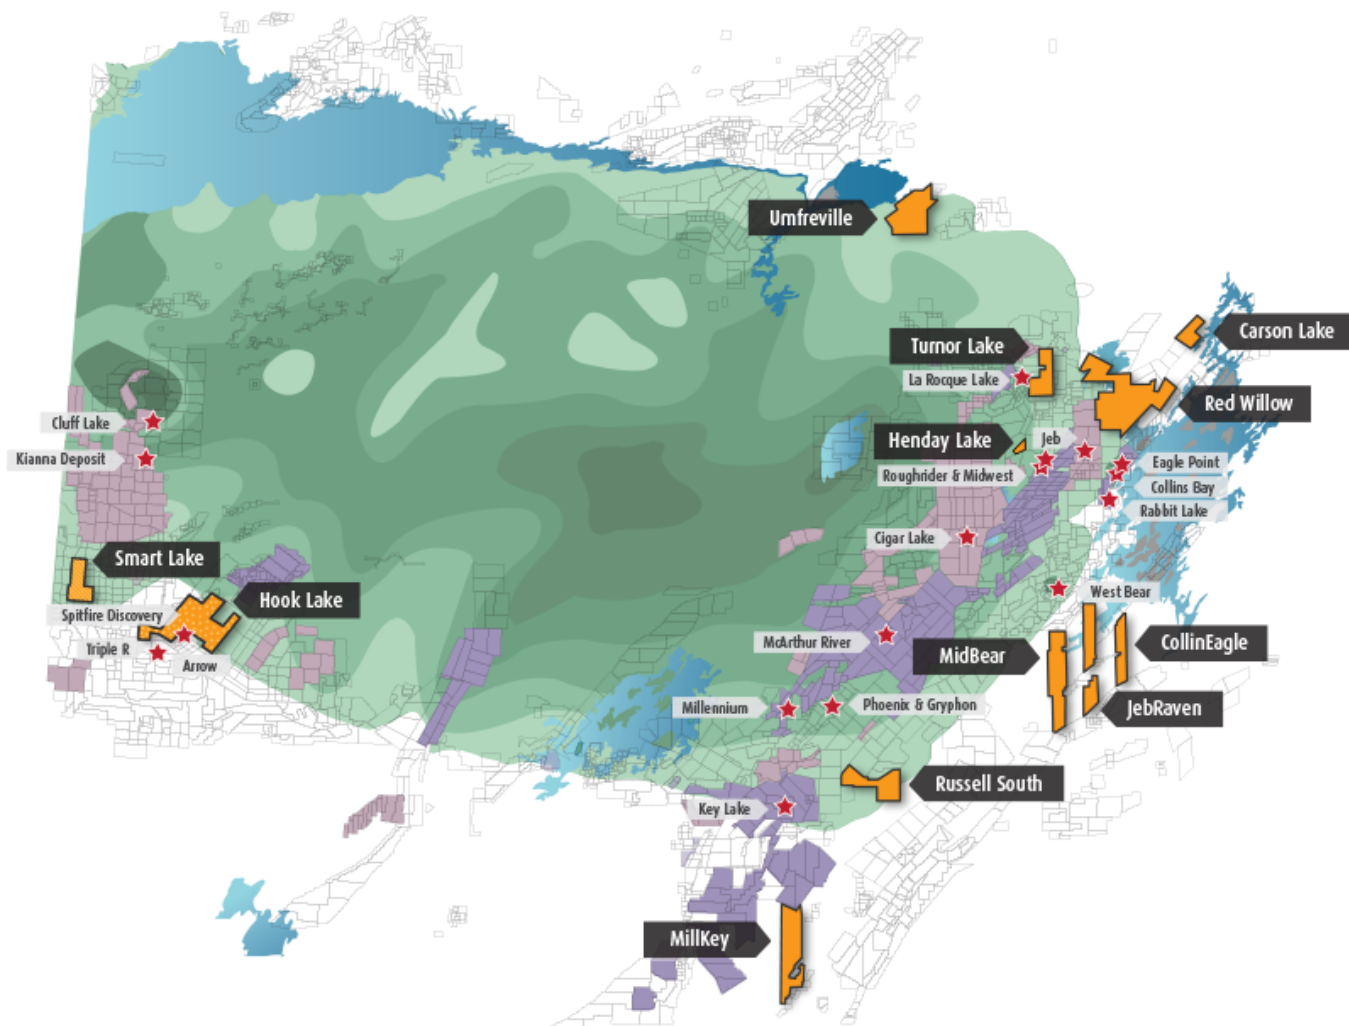 Umfreville
Carson Lake
Turnor Lake
La Rocque Lake
Red Willow
Cluff Lake
Henday Lake
Jeb
Kianna Deposit
Eagle Point
Roughrider & Midwest
Collins Bay
Rabbit Lake
Cigar Lake
Smart Lake
West Bear
Hook Lake
Spitfire Discovery
McArthur River
CollinEagle
Triple R
MidBear
Arrow
Millennium
Phoenix & Gryphon
JebRaven
Russell South
Key Lake
MillKey